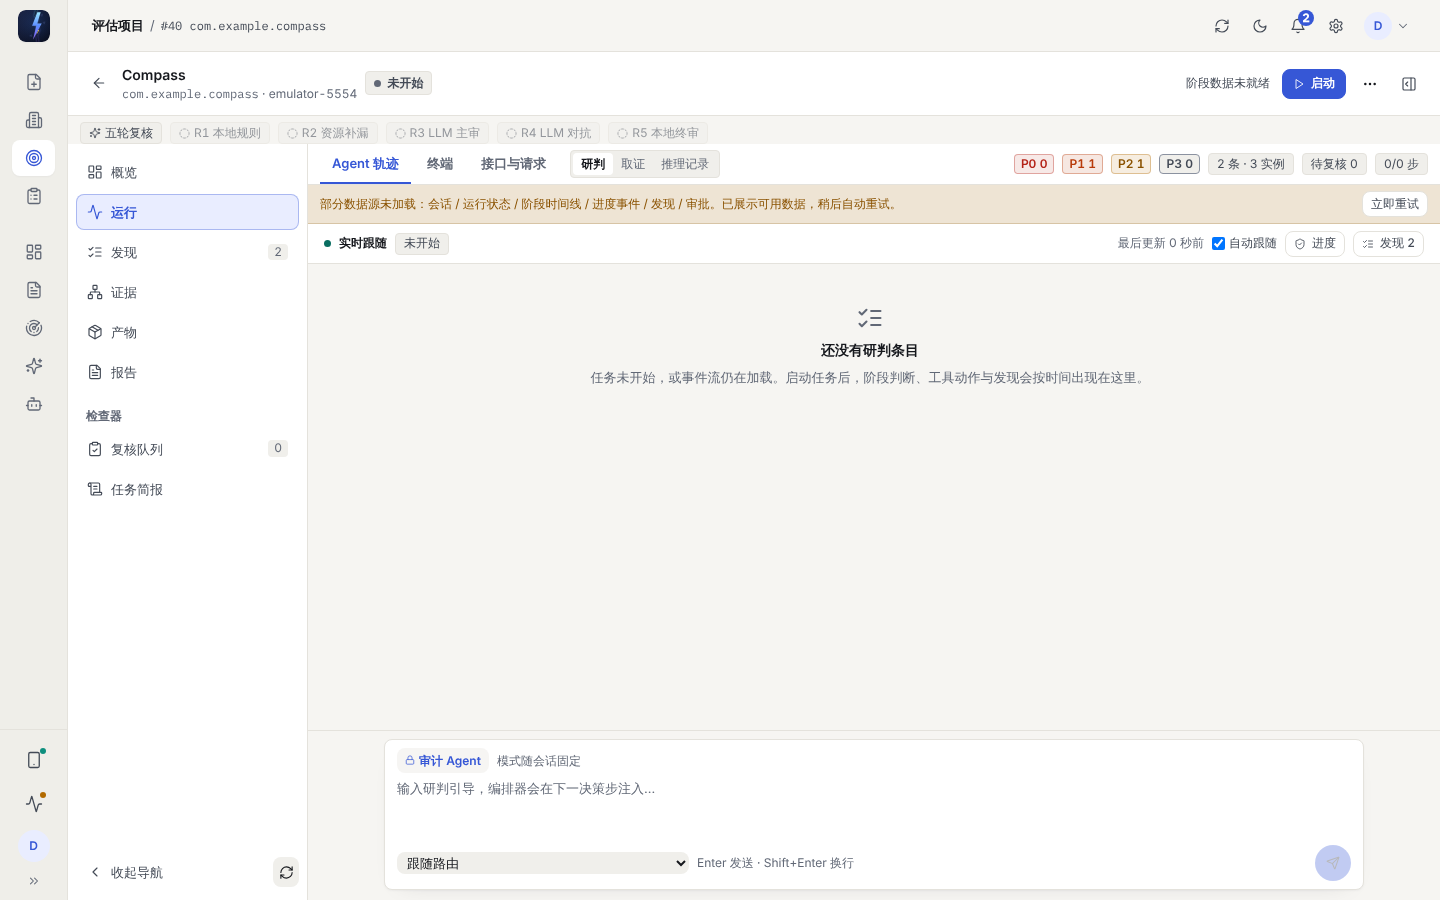 评估项目 / #40 com.example.compass
2
D
Compass
com.example.compass · emulator-5554
未开始
阶段数据未就绪
启动
五轮复核
R1 本地规则
R2 资源补漏
R3 LLM 主审
R4 LLM 对抗
R5 本地终审
概览
运行
发现 2
证据
产物
报告
检查器
复核队列 0
任务简报
收起导航
D
Agent 轨迹
终端
接口与请求
研判
取证
推理记录
P0 0
P1 1
P2 1
P3 0
2 条 · 3 实例
待复核 0
0/0 步
部分数据源未加载：会话 / 运行状态 / 阶段时间线 / 进度事件 / 发现 / 审批。已展示可用数据，稍后自动重试。
立即重试
实时跟随
未开始
最后更新 0 秒前
自动跟随
进度
发现 2
还没有研判条目
任务未开始，或事件流仍在加载。启动任务后，阶段判断、工具动作与发现会按时间出现在这里。
审计 Agent
模式随会话固定
输入研判引导，编排器会在下一决策步注入...
跟随路由
Enter 发送 · Shift+Enter 换行